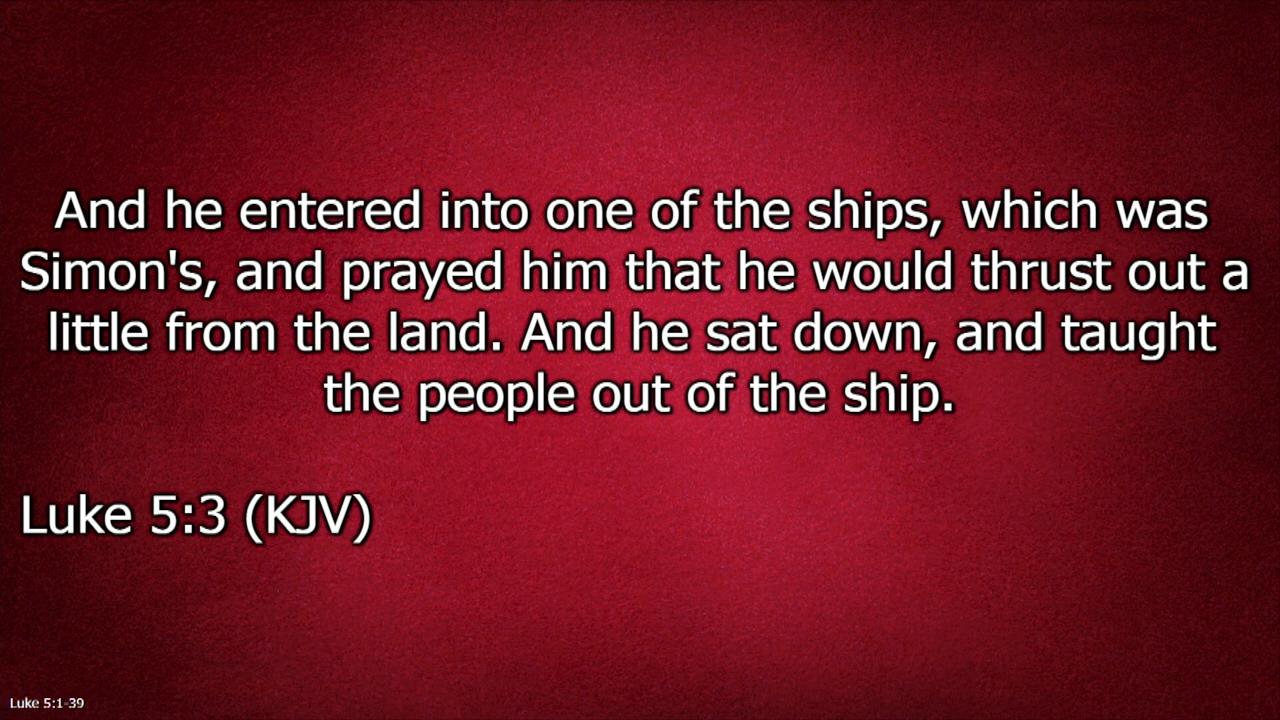 And he entered into one of the ships, which was
Simon's, and prayed him that he would thrust out a
little from the land. And he sat down, and taught
the people out of the ship.
Luke 5:3 (KJV)
Luke 5:1-39